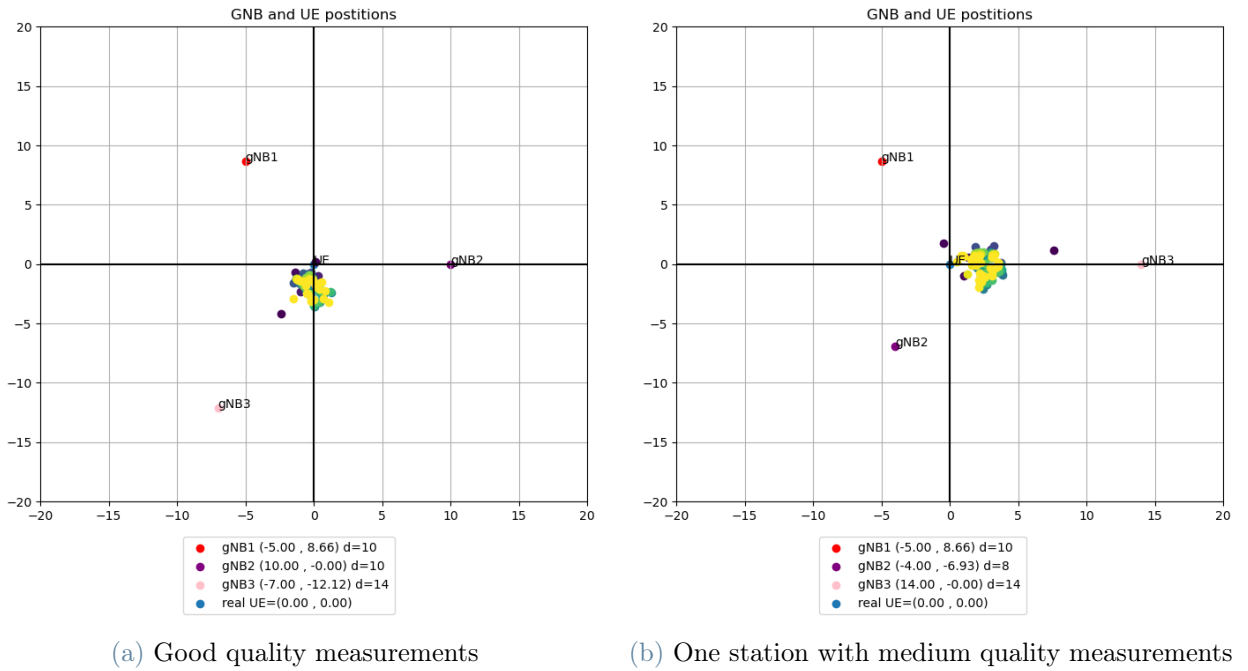 GNB and UE postitions
20
15
10
5
0
−5
−10
−15
−20
−20
−15
−10
−5
0
5
10
15
20
gNB1
UE
gNB2
gNB3
gNB1 (-5.00 , 8.66) d=10
gNB2 (10.00 , -0.00) d=10
gNB3 (-7.00 , -12.12) d=14
real UE=(0.00 , 0.00)
(a) Good quality measurements
GNB and UE postitions
20
15
10
5
0
−5
−10
−15
−20
−20
−15
−10
−5
0
5
10
15
20
gNB1
UE
gNB3
gNB2
gNB1 (-5.00 , 8.66) d=10
gNB2 (-4.00 , -6.93) d=8
gNB3 (14.00 , -0.00) d=14
real UE=(0.00 , 0.00)
(b) One station with medium quality measurements